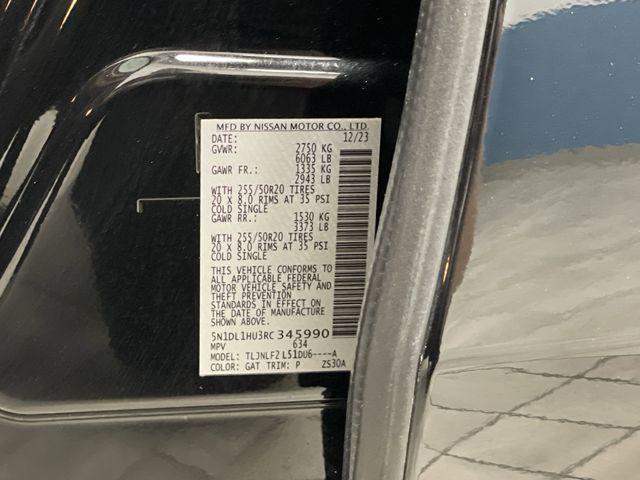 MFD BY NISSAN MOTOR CO., LTD.
DATE: 12/23
GVWR: 2750 KG
6063 LB
GAWR FR.: 1335 KG
2943 LB
WITH 255/50R20 TIRES
20 X 8.0 RIMS AT 35 PSI
COLD SINGLE
GAWR RR.: 1530 KG
3373 LB
WITH 255/50R20 TIRES
20 X 8.0 RIMS AT 35 PSI
COLD SINGLE
THIS VEHICLE CONFORMS TO
ALL APPLICABLE FEDERAL
MOTOR VEHICLE SAFETY AND
THEFT PREVENTION
STANDARDS IN EFFECT ON
THE DATE OF MANUFACTURE
SHOWN ABOVE.
5N1DL1HU3RC 345990
MPV 634
MODEL: TLJNLF2 L51DU6----A
COLOR: GAT TRIM: P ZS30A